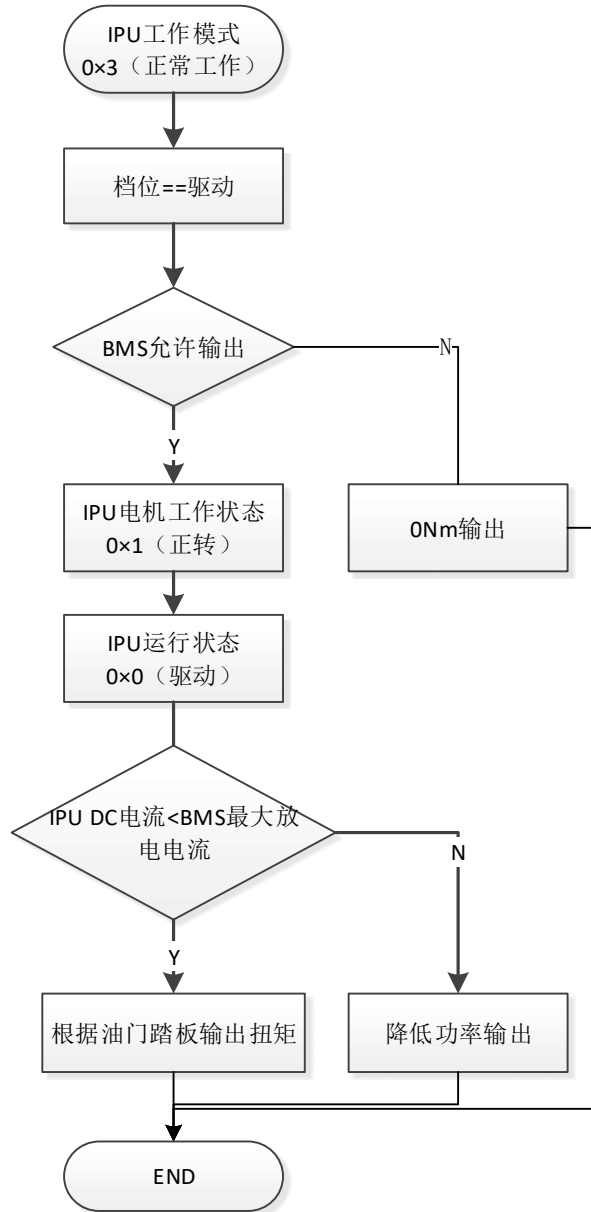 IPU工作模式
0×3（正常工作）
档位==驱动
BMS允许输出
N
Y
IPU电机工作状态
0×1（正转）
0Nm输出
IPU运行状态
0×0（驱动）
IPU DC电流<BMS最大放
电电流
N
Y
根据油门踏板输出扭矩
降低功率输出
END